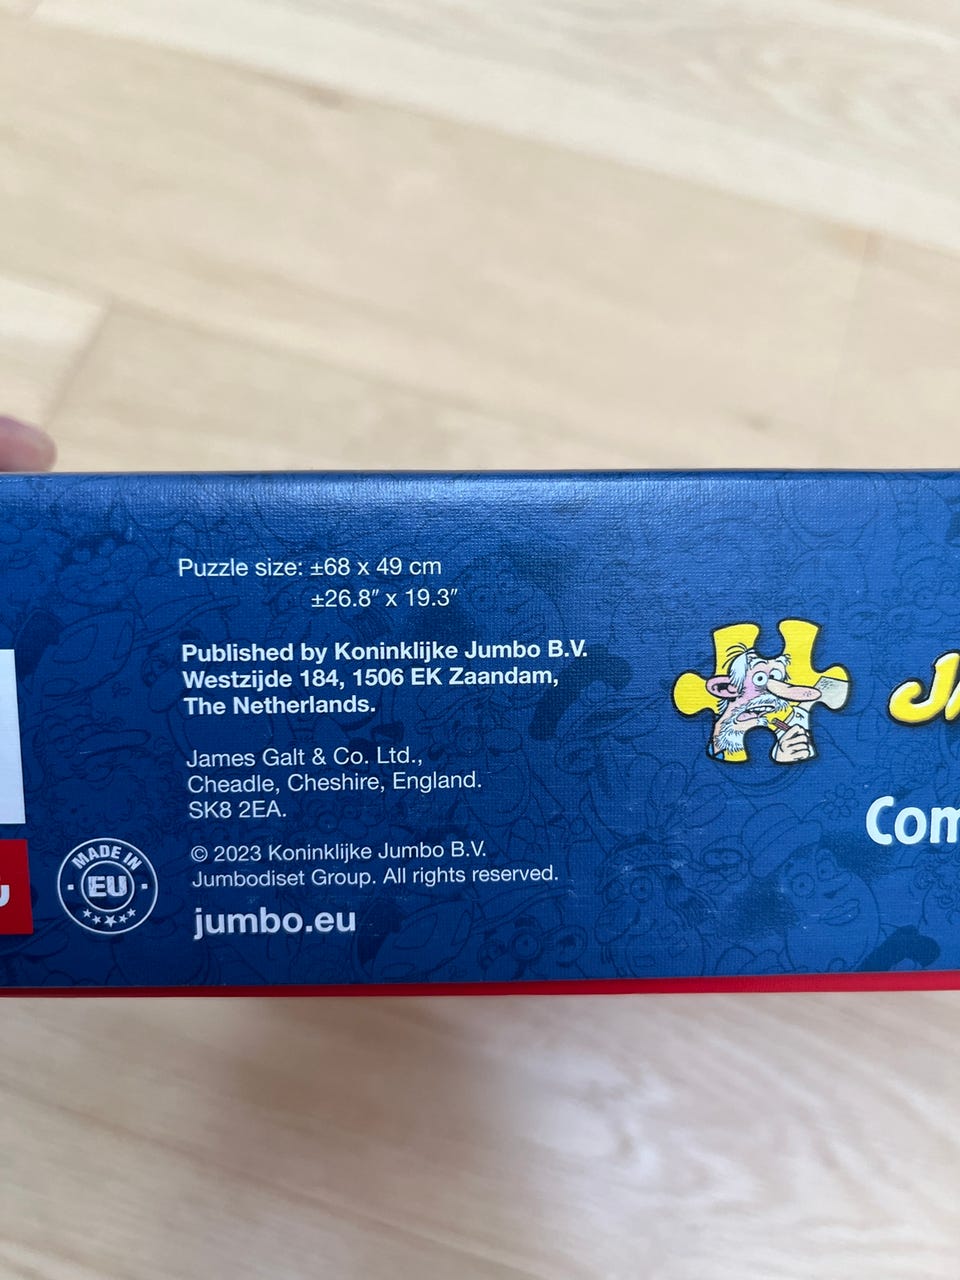 Puzzle size: ±68 x 49 cm
±26.8″ x 19.3″
Published by Koninklijke Jumbo B.V.
Westzijde 184, 1506 EK Zaandam,
The Netherlands.
James Galt & Co. Ltd.,
Cheadle, Cheshire, England.
SK8 2EA.
MADE IN
EU
© 2023 Koninklijke Jumbo B.V.
Jumbodiset Group. All rights reserved.
jumbo.eu
Com